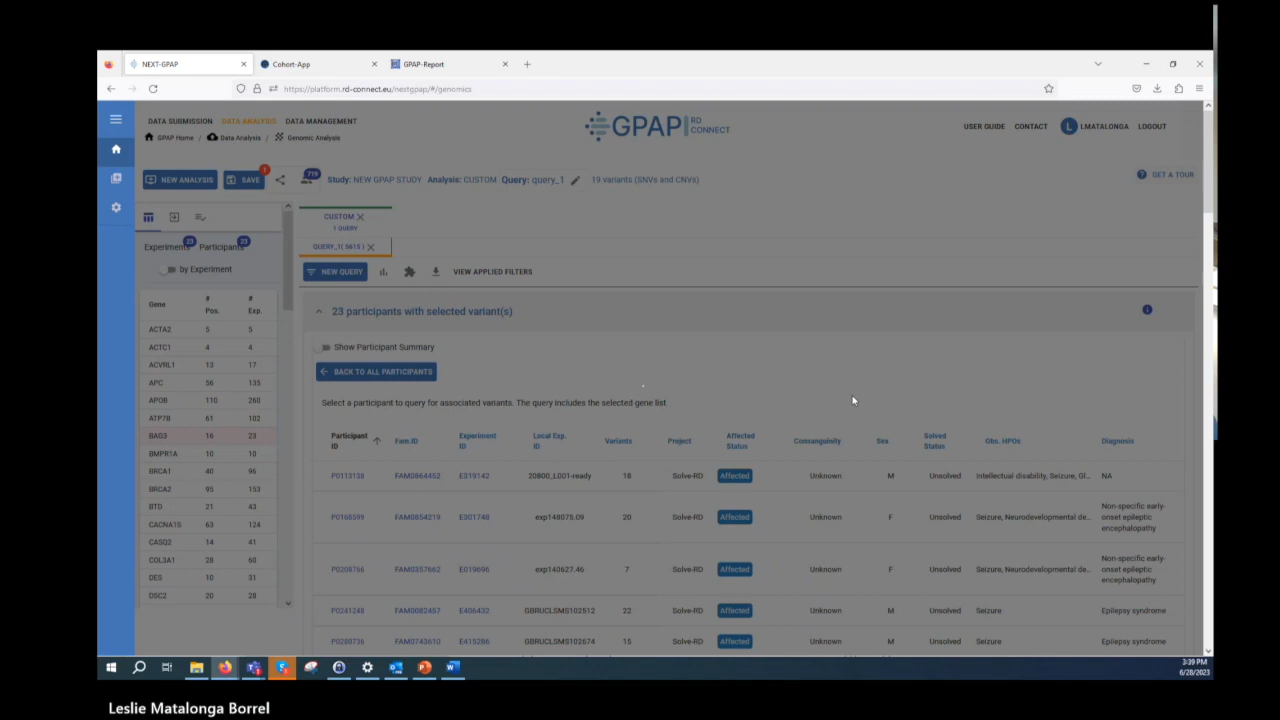 NEXT-GPAP
Cohort-App
GPAP-Report
https://platform.rd-connect.eu/nextgpap/#/genomics
DATA SUBMISSION DATA ANALYSIS DATA MANAGEMENT
GPAP Home / Data Analysis / Genomic Analysis
GPAP RD CONNECT
USER GUIDE CONTACT L LMATALONGA LOGOUT
NEW ANALYSIS SAVE 1 719 Study: NEW GPAP STUDY Analysis: CUSTOM Query: query_1 19 variants (SNVs and CNVs)
GET A TOUR
Experiments 23 Participants 23
by Experiment
Gene # Pos. # Exp.
ACTA2 5 5
ACTC1 4 4
ACVRL1 13 17
APC 56 135
APOB 110 260
ATP7B 61 102
BAG3 16 23
BMPR1A 10 10
BRCA1 40 96
BRCA2 95 153
BTD 21 43
CACNA1S 63 124
CASQ2 14 41
COL3A1 28 60
DES 10 31
DSC2 20 28
CUSTOM
1 QUERY
QUERY_1( 5615 )
NEW QUERY VIEW APPLIED FILTERS
23 participants with selected variant(s)
Show Participant Summary
BACK TO ALL PARTICIPANTS
Select a participant to query for associated variants. The query includes the selected gene list
Participant ID Fam.ID Experiment ID Local Exp. ID Variants Project Affected Status Consanguinity Sex Solved Status Obs. HPOs Diagnosis
P0113138 FAM0864452 E319142 20800_L001-ready 18 Solve-RD Affected Unknown M Unsolved Intellectual disability, Seizure, Gl... NA
P0168599 FAM0854219 E301748 exp148075.09 20 Solve-RD Affected Unknown F Unsolved Seizure, Neurodevelopmental de... Non-specific early-onset epileptic encephalopathy
P0208766 FAM0357662 E019696 exp140627.46 7 Solve-RD Affected Unknown F Unsolved Seizure, Neurodevelopmental de... Non-specific early-onset epileptic encephalopathy
P0241248 FAM0082457 E406432 GBRUCLSMS102512 22 Solve-RD Affected Unknown M Unsolved Seizure Epilepsy syndrome
P0280736 FAM0743610 E415286 GBRUCLSMS102674 15 Solve-RD Affected Unknown M Unsolved Seizure Epilepsy syndrome
3:39 PM
6/28/2023
Leslie Matalonga Borrel